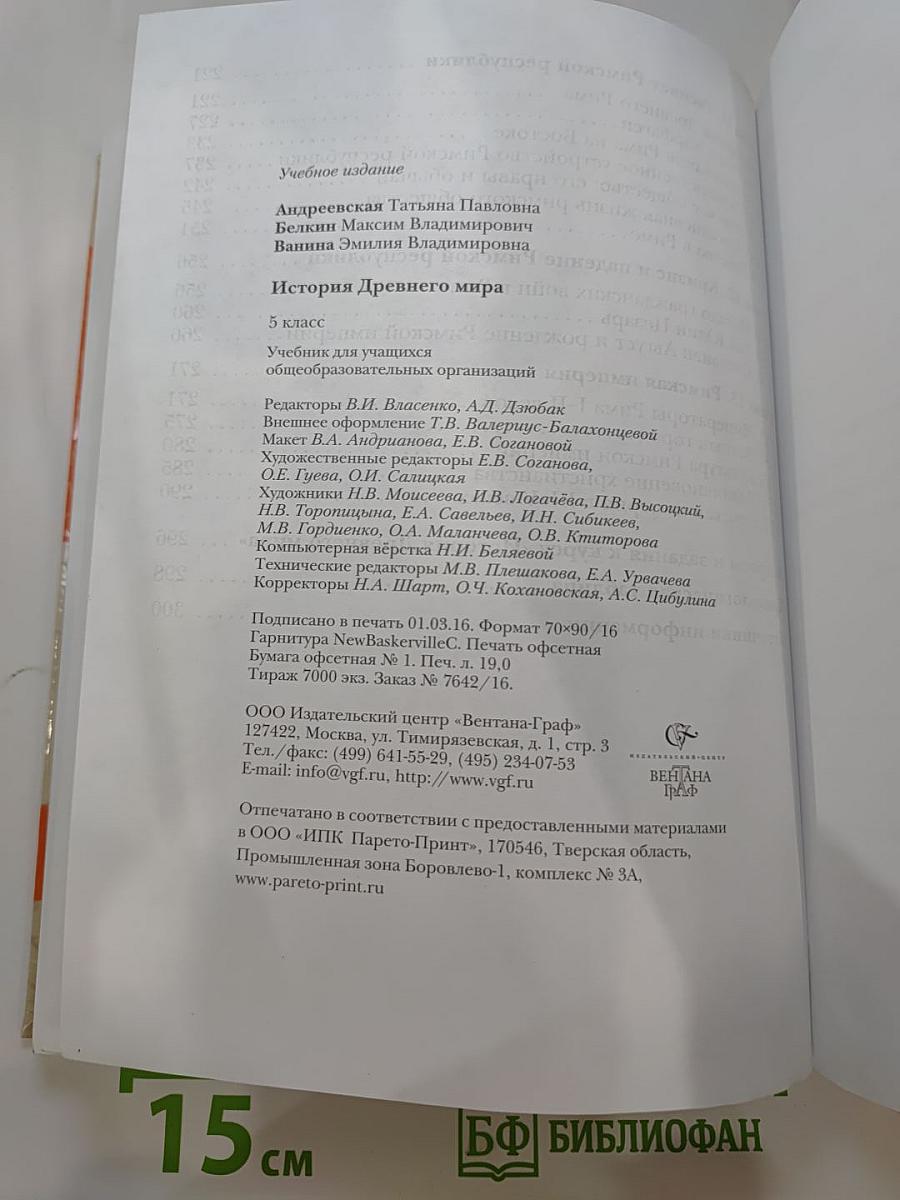 Учебное издание
Андреевская Татьяна Павловна
Белкин Максим Владимирович
Ванина Эмилия Владимировна
История Древнего мира
5 класс
Учебник для учащихся
общеобразовательных организаций
Редакторы В.И. Власенко, А.Д. Дзюбак
Внешнее оформление Т.В. Валериус-Балахонцевой
Макет В.А. Андрианова, Е.В. Согановой
Художественные редакторы Е.В. Соганова,
О.Е. Гуева, О.И. Салицкая
Художники Н.В. Моисеева, И.В. Логачёва, П.В. Высоцкий,
Н.В. Торопицына, Е.А. Савельев, И.Н. Сибикеев,
М.В. Гордиенко, О.А. Маланчева, О.В. Ктиторова
Компьютерная вёрстка Н.И. Беляевой
Технические редакторы М.В. Плешакова, Е.А. Урвачева
Корректоры Н.А. Шарт, О.Ч. Кохановская, А.С. Цибулина
Подписано в печать 01.03.16. Формат 70×90/16
Гарнитура NewBaskervilleC. Печать офсетная
Бумага офсетная № 1. Печ. л. 19,0
Тираж 7000 экз. Заказ № 7642/16.
ООО Издательский центр «Вентана-Граф»
127422, Москва, ул. Тимирязевская, д. 1, стр. 3
Тел./факс: (499) 641-55-29, (495) 234-07-53
E-mail: info@vgf.ru, http://www.vgf.ru
ИЗДАТЕЛЬСКИЙ•ЦЕНТР
ВЕНТАНА
ГРАФ
Отпечатано в соответствии с предоставленными материалами
в ООО «ИПК Парето-Принт», 170546, Тверская область,
Промышленная зона Боровлево-1, комплекс № 3А,
www.pareto-print.ru
15 см
БФ БИБЛИОФАН